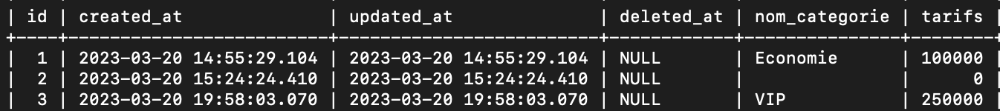 | id | created_at              | updated_at              | deleted_at | nom_categorie | tarifs |
+----+-------------------------+-------------------------+------------+---------------+--------+
|  1 | 2023-03-20 14:55:29.104 | 2023-03-20 14:55:29.104 | NULL       | Economie      | 100000 |
|  2 | 2023-03-20 15:24:24.410 | 2023-03-20 15:24:24.410 | NULL       |               |      0 |
|  3 | 2023-03-20 19:58:03.070 | 2023-03-20 19:58:03.070 | NULL       | VIP           | 250000 |